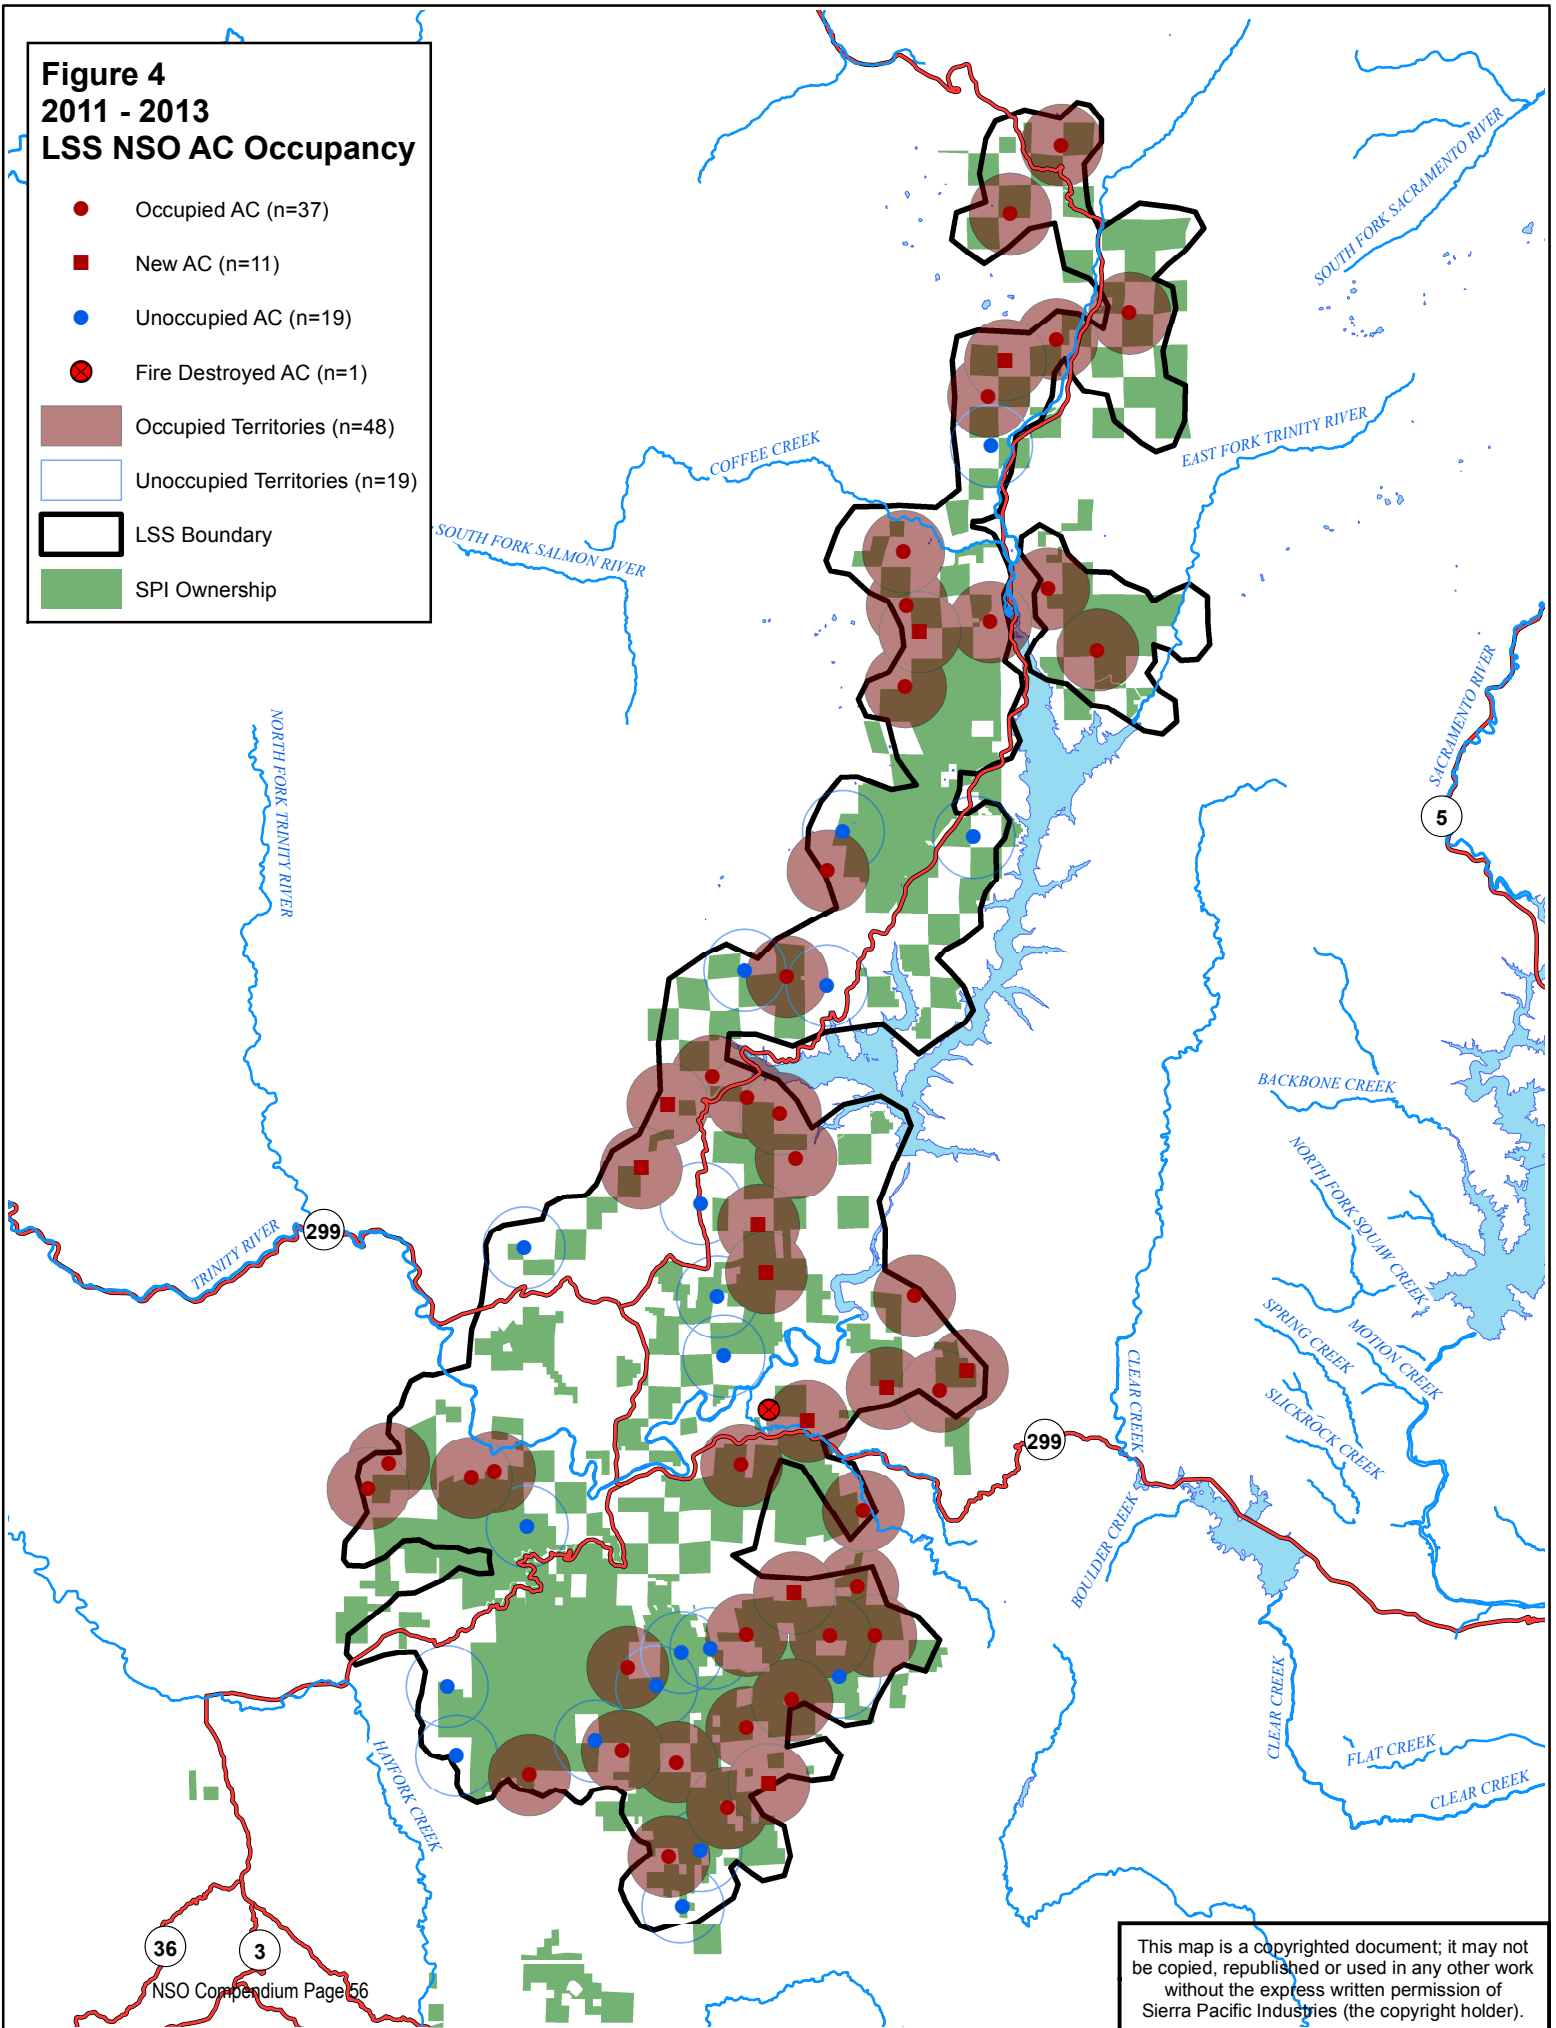 Figure 4
2011 - 2013
LSS NSO AC Occupancy
Occupied AC (n=37)
New AC (n=11)
Unoccupied AC (n=19)
Fire Destroyed AC (n=1)
Occupied Territories (n=48)
Unoccupied Territories (n=19)
LSS Boundary
SPI Ownership
SOUTH FORK SACRAMENTO RIVER
EAST FORK TRINITY RIVER
COFFEE CREEK
SOUTH FORK SALMON RIVER
SACRAMENTO RIVER
NORTH FORK TRINITY RIVER
5
BACKBONE CREEK
NORTH FORK SQUAW CREEK
299
TRINITY RIVER
SPRING CREEK
MOTION CREEK
CLEAR CREEK
SLICKROCK CREEK
299
BOULDER CREEK
CLEAR CREEK
FLAT CREEK
HAYFORK CREEK
CLEAR CREEK
36
3
NSO Compendium Page 56
This map is a copyrighted document; it may not
be copied, republished or used in any other work
without the express written permission of
Sierra Pacific Industries (the copyright holder).